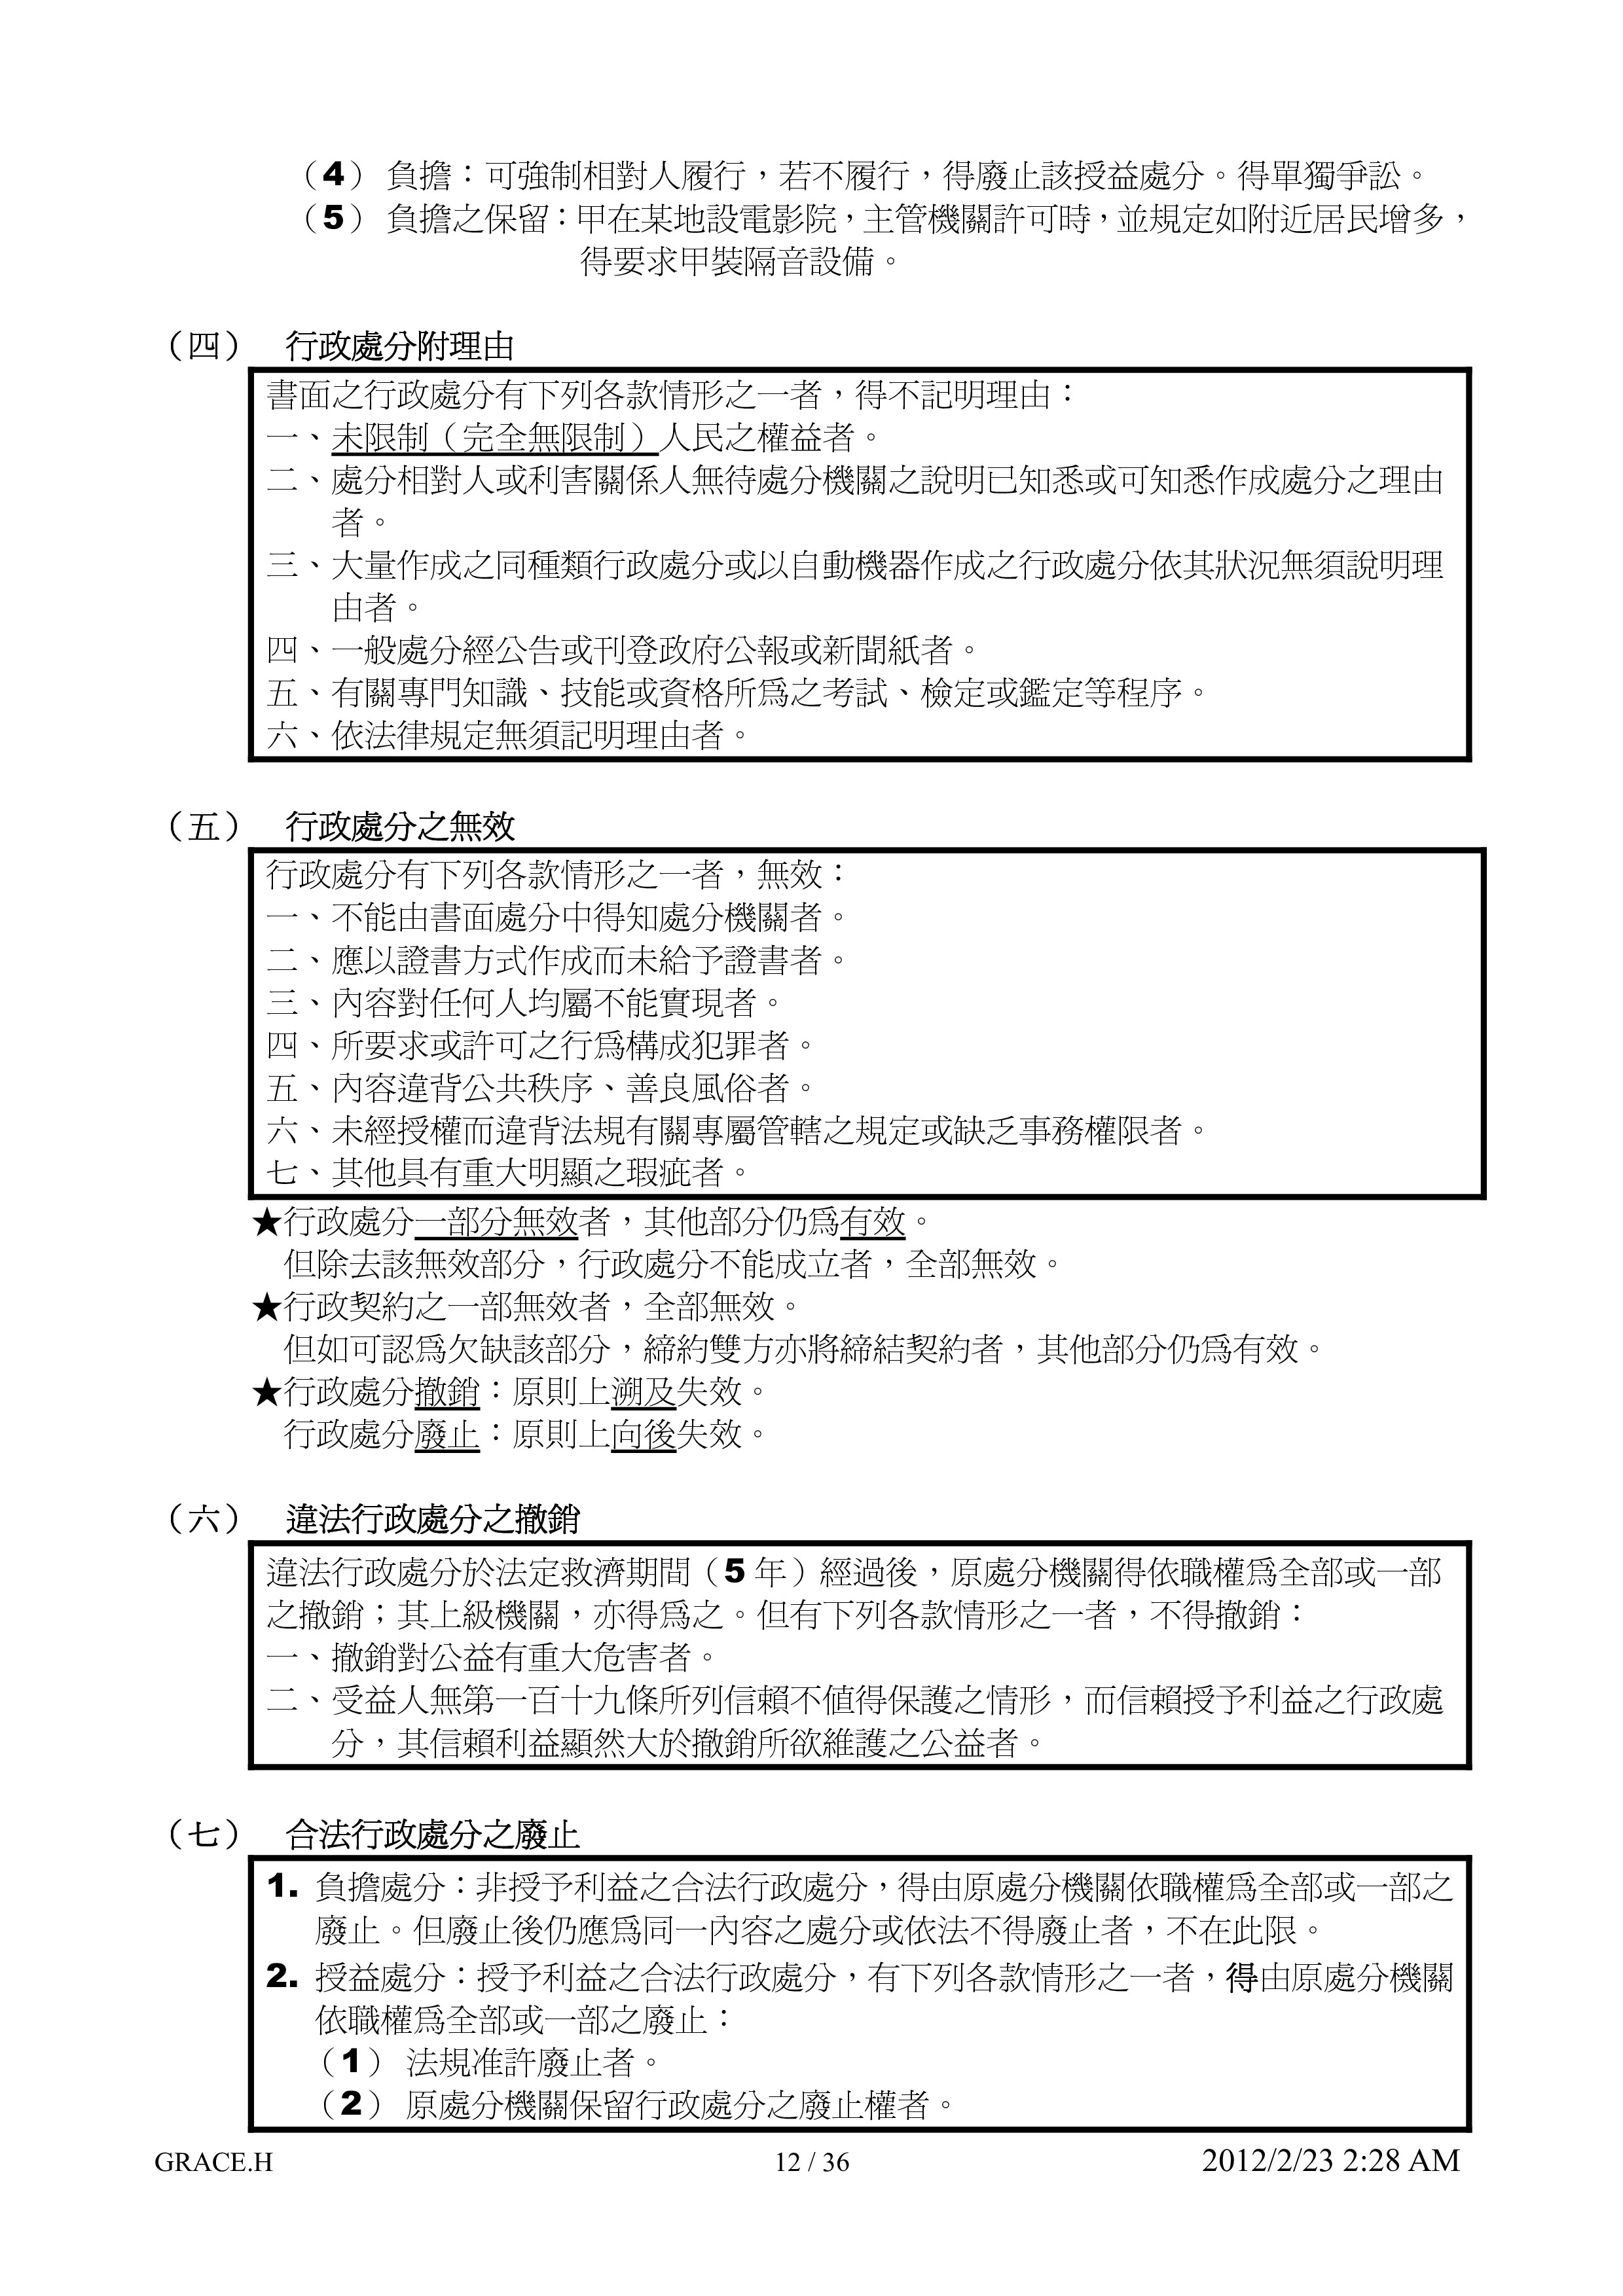 （4） 負擔：可強制相對人履行，若不履行，得廢止該授益處分。得單獨爭訟。
（5） 負擔之保留：甲在某地設電影院，主管機關許可時，並規定如附近居民增多，
得要求甲裝隔音設備。
（四） 行政處分附理由
書面之行政處分有下列各款情形之一者，得不記明理由：
一、未限制（完全無限制）人民之權益者。
二、處分相對人或利害關係人無待處分機關之說明已知悉或可知悉作成處分之理由
者。
三、大量作成之同種類行政處分或以自動機器作成之行政處分依其狀況無須說明理
由者。
四、一般處分經公告或刊登政府公報或新聞紙者。
五、有關專門知識、技能或資格所為之考試、檢定或鑑定等程序。
六、依法律規定無須記明理由者。
（五） 行政處分之無效
行政處分有下列各款情形之一者，無效：
一、不能由書面處分中得知處分機關者。
二、應以證書方式作成而未給予證書者。
三、內容對任何人均屬不能實現者。
四、所要求或許可之行為構成犯罪者。
五、內容違背公共秩序、善良風俗者。
六、未經授權而違背法規有關專屬管轄之規定或缺乏事務權限者。
七、其他具有重大明顯之瑕疵者。
★行政處分一部分無效者，其他部分仍為有效。
但除去該無效部分，行政處分不能成立者，全部無效。
★行政契約之一部無效者，全部無效。
但如可認為欠缺該部分，締約雙方亦將締結契約者，其他部分仍為有效。
★行政處分撤銷：原則上溯及失效。
行政處分廢止：原則上向後失效。
（六） 違法行政處分之撤銷
違法行政處分於法定救濟期間（5 年）經過後，原處分機關得依職權為全部或一部
之撤銷；其上級機關，亦得為之。但有下列各款情形之一者，不得撤銷：
一、撤銷對公益有重大危害者。
二、受益人無第一百十九條所列信賴不值得保護之情形，而信賴授予利益之行政處
分，其信賴利益顯然大於撤銷所欲維護之公益者。
（七） 合法行政處分之廢止
1. 負擔處分：非授予利益之合法行政處分，得由原處分機關依職權為全部或一部之
廢止。但廢止後仍應為同一內容之處分或依法不得廢止者，不在此限。
2. 授益處分：授予利益之合法行政處分，有下列各款情形之一者，得由原處分機關
依職權為全部或一部之廢止：
（1） 法規准許廢止者。
（2） 原處分機關保留行政處分之廢止權者。
GRACE.H 12 / 36 2012/2/23 2:28 AM